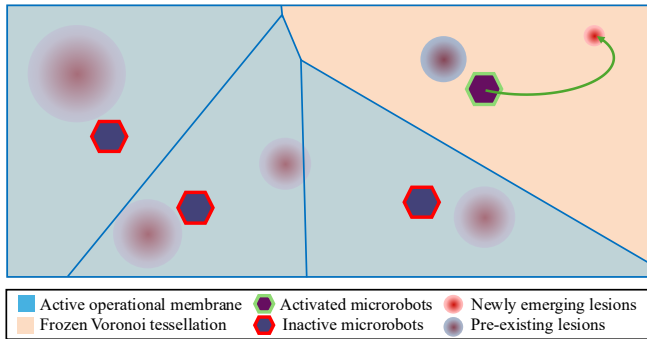 Active operational membrane Activated microrobots Newly emerging lesions
Frozen Voronoi tessellation Inactive microrobots Pre-existing lesions